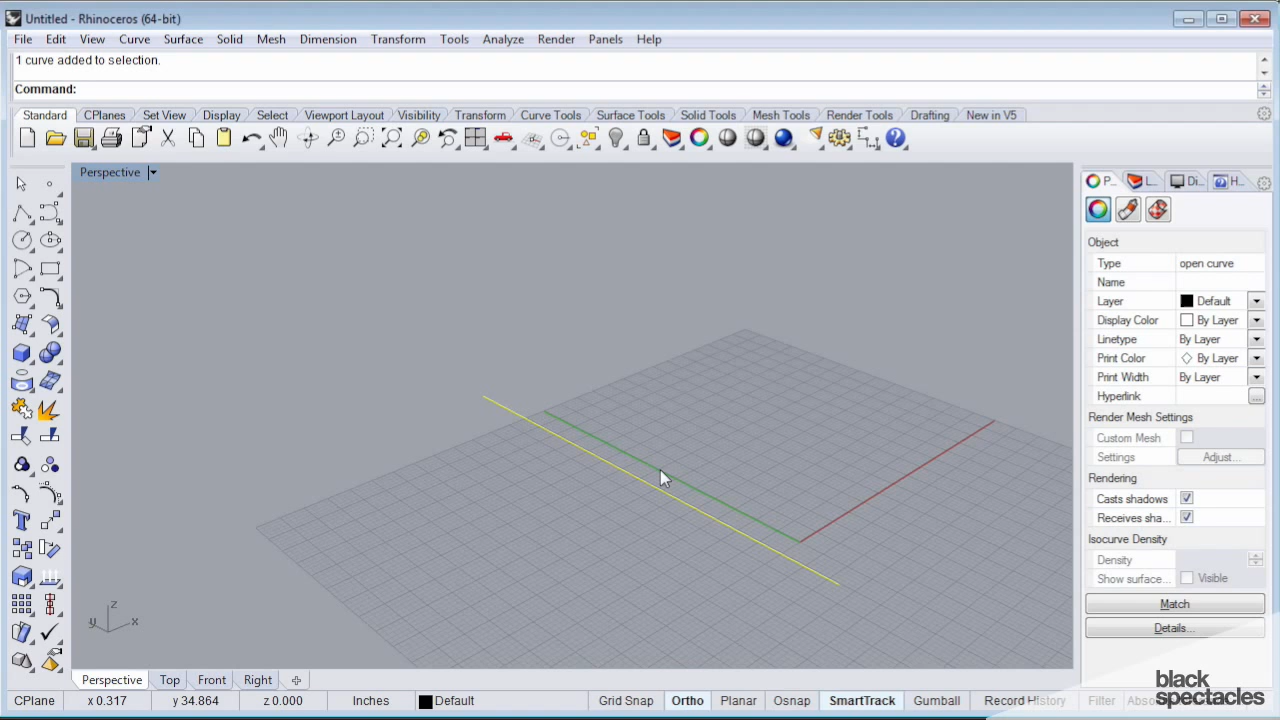 Untitled - Rhinoceros (64-bit)
File Edit View Curve Surface Solid Mesh Dimension Transform Tools Analyze Render Panels Help
1 curve added to selection.
Command:
Standard CPlanes Set View Display Select Viewport Layout Visibility Transform Curve Tools Surface Tools Solid Tools Mesh Tools Render Tools Drafting New in V5
Perspective
P... L... Di... H...
Object
Type open curve
Name
Layer Default
Display Color By Layer
Linetype By Layer
Print Color By Layer
Print Width By Layer
Hyperlink ...
Render Mesh Settings
Custom Mesh
Settings Adjust...
Rendering
Casts shadows
Receives sha...
Isocurve Density
Density
Show surface... Visible
Match
Details...
z
y x
Perspective Top Front Right
black
spectacles
CPlane x 0.317 y 34.864 z 0.000 Inches Default Grid Snap Ortho Planar Osnap SmartTrack Gumball Record History Filter